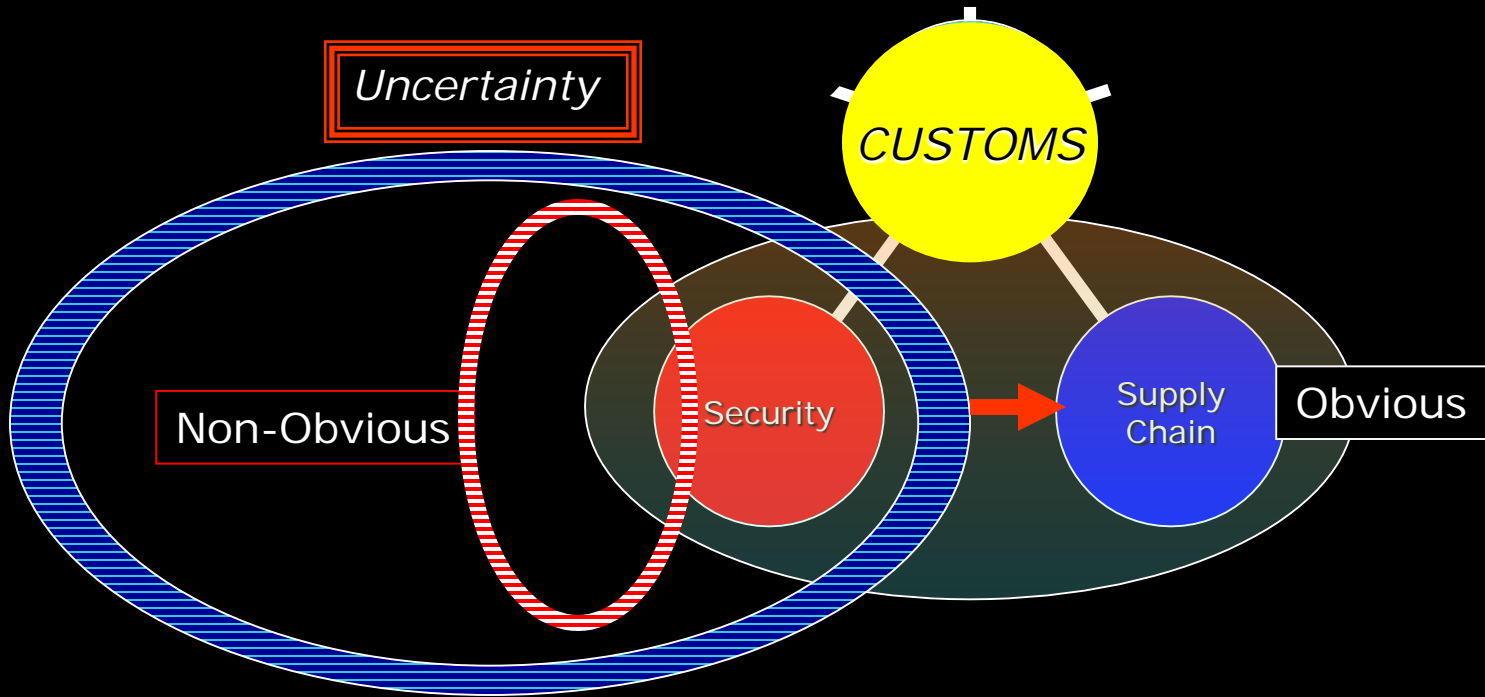 Uncertainty
CUSTOMS
Non-Obvious
Security
Supply
Chain
Obvious